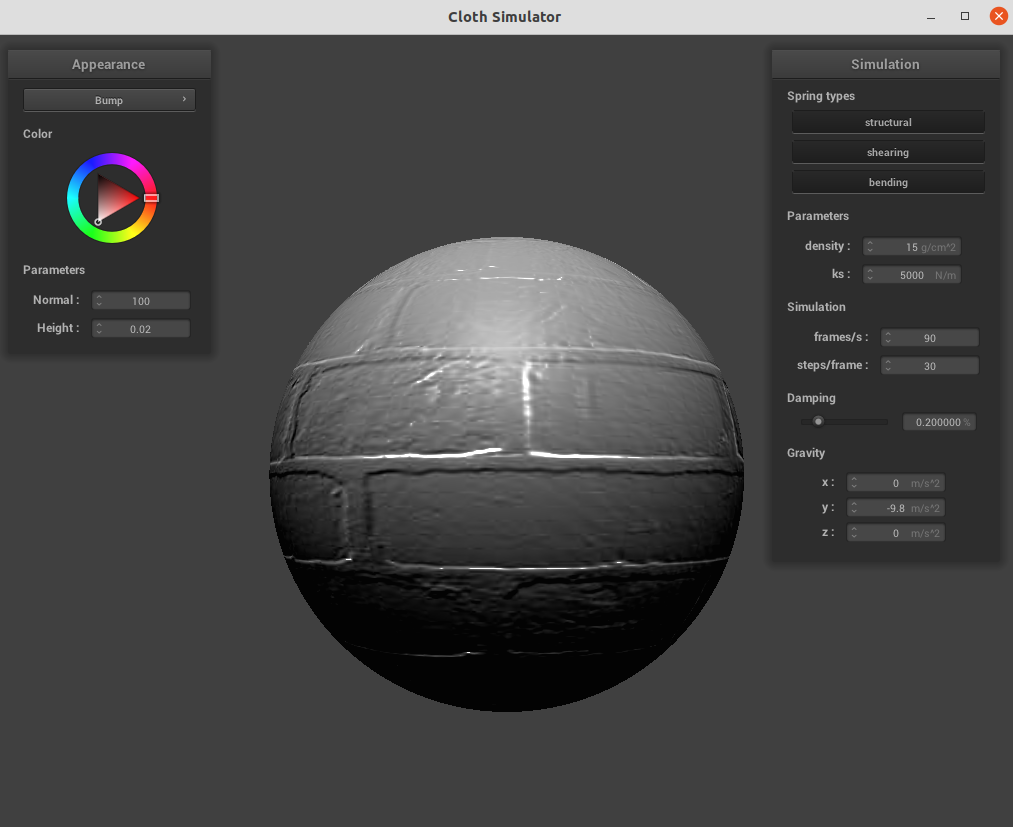 Cloth Simulator
Appearance
Bump
Color
Parameters
Normal : 100
Height : 0.02
Simulation
Spring types
structural
shearing
bending
Parameters
density : 15 g/cm^2
ks : 5000 N/m
Simulation
frames/s : 90
steps/frame : 30
Damping
0.200000 %
Gravity
x : 0 m/s^2
y : -9.8 m/s^2
z : 0 m/s^2